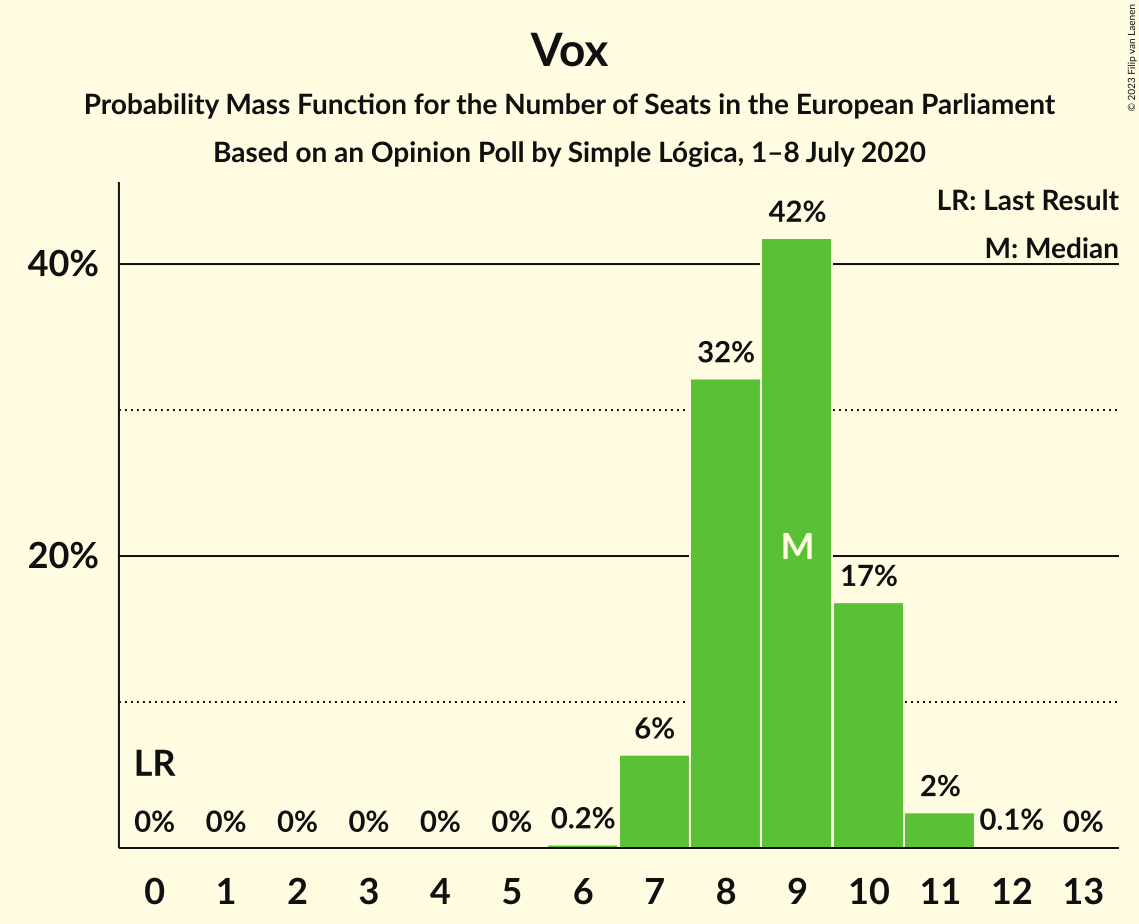 Vox
Probability Mass Function for the Number of Seats in the European Parliament
Based on an Opinion Poll by Simple Lógica, 1–8 July 2020
© 2023 Filip van Laenen
LR: Last Result
M: Median
40%
20%
42%
32%
M
17%
6%
LR
2%
0% 0% 0% 0% 0% 0% 0.2% 0.1% 0%
0 1 2 3 4 5 6 7 8 9 10 11 12 13